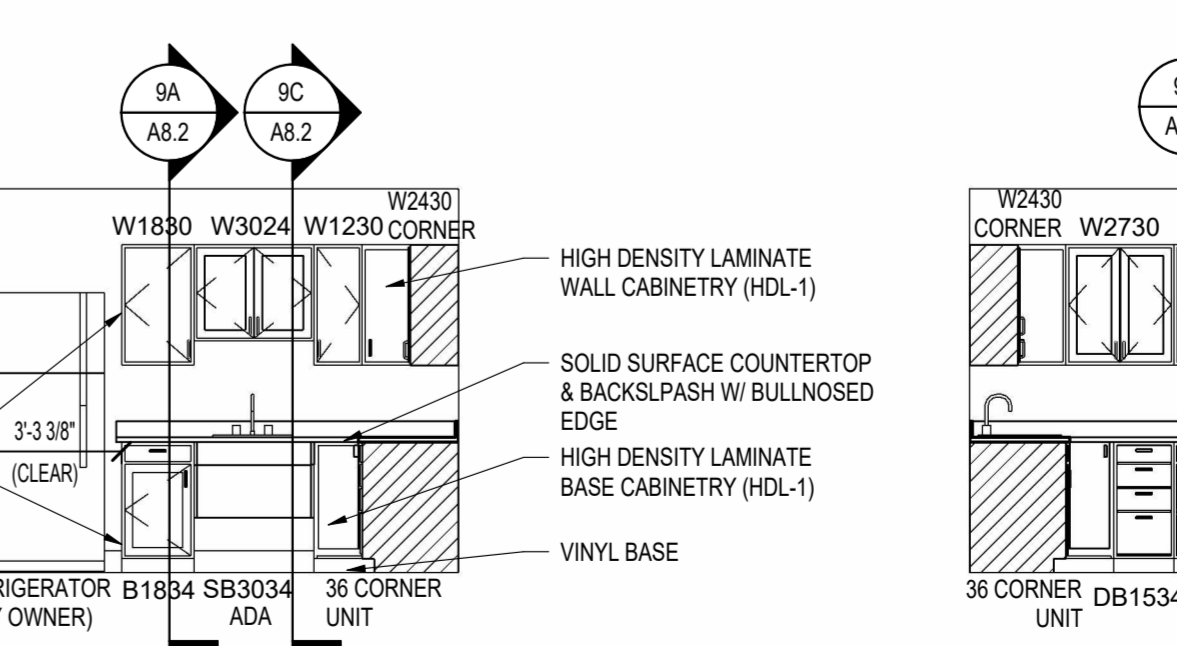 9A
A8.2
9C
A8.2
9
A
W1830 W3024 W1230
W2430
CORNER
HIGH DENSITY LAMINATE
WALL CABINETRY (HDL-1)
SOLID SURFACE COUNTERTOP
& BACKSLPASH W/ BULLNOSED
EDGE
HIGH DENSITY LAMINATE
BASE CABINETRY (HDL-1)
VINYL BASE
3'-3 3/8"
(CLEAR)
RIGERATOR
OWNER)
B1834
SB3034
ADA
36 CORNER
UNIT
W2430
CORNER
W2730
36 CORNER
UNIT
DB1534